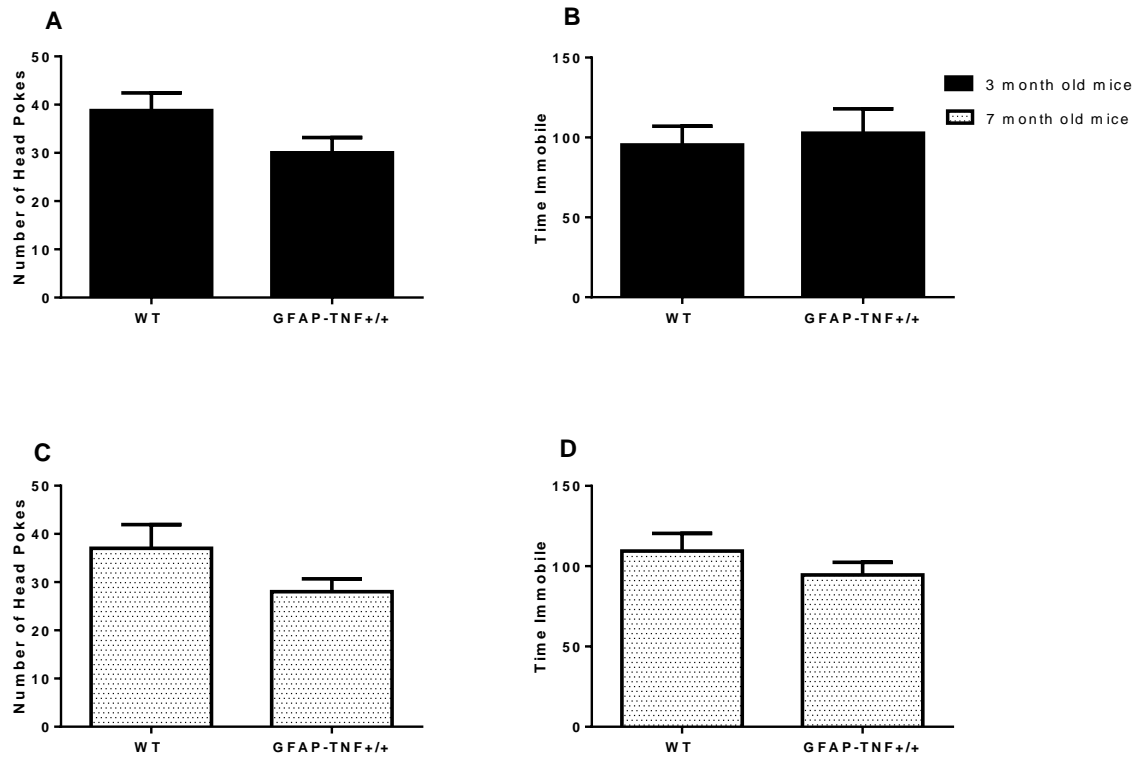 A
Number of Head Pokes
50
40
30
20
10
0
WT
GFAP-TNF+/+
B
Time Immobile
150
100
50
0
WT
GFAP-TNF+/+
3 month old mice
7 month old mice
C
Number of Head Pokes
50
40
30
20
10
0
WT
GFAP-TNF+/+
D
Time Immobile
150
100
50
0
WT
GFAP-TNF+/+